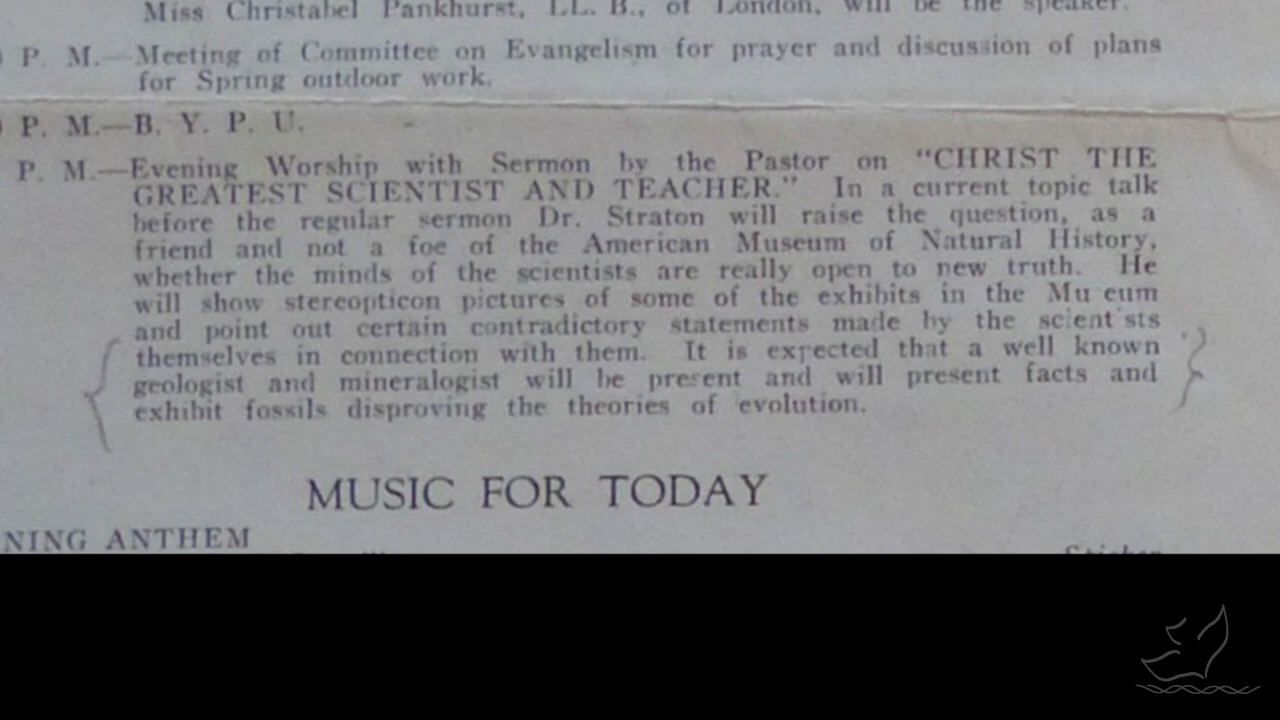 Miss Christabel Pankhurst, LL. B., of London, will be the speaker.
P. M.—Meeting of Committee on Evangelism for prayer and discussion of plans
for Spring outdoor work.
P. M.—B. Y. P. U.
P. M.—Evening Worship with Sermon by the Pastor on “CHRIST THE
GREATEST SCIENTIST AND TEACHER.” In a current topic talk
before the regular sermon Dr. Straton will raise the question, as a
friend and not a foe of the American Museum of Natural History,
whether the minds of the scientists are really open to new truth. He
will show stereopticon pictures of some of the exhibits in the Mu eum
and point out certain contradictory statements made by the scient sts
themselves in connection with them. It is expected that a well known
geologist and mineralogist will be present and will present facts and
exhibit fossils disproving the theories of evolution.
MUSIC FOR TODAY
NING ANTHEM